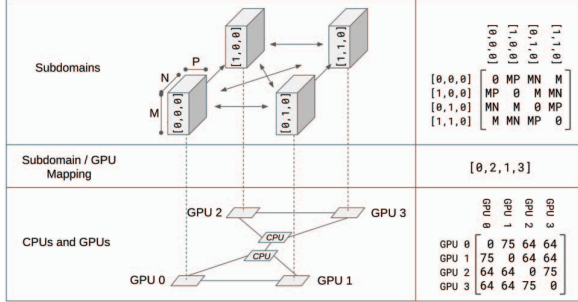 Subdomains
N
P
M
[0,0,0]
[1,0,0]
[0,1,0]
[1,1,0]
[0,0,0] [1,0,0] [0,1,0] [1,1,0]
[0,0,0] 0 MP MN M
[1,0,0] MP 0 M MN
[0,1,0] MN M 0 MP
[1,1,0] M MN MP 0
Subdomain / GPU
Mapping
[0,2,1,3]
CPUs and GPUs
GPU 2
GPU 3
CPU
CPU
GPU 0
GPU 1
GPU 0 GPU 1 GPU 2 GPU 3
GPU 0 0 75 64 64
GPU 1 75 0 64 64
GPU 2 64 64 0 75
GPU 3 64 64 75 0